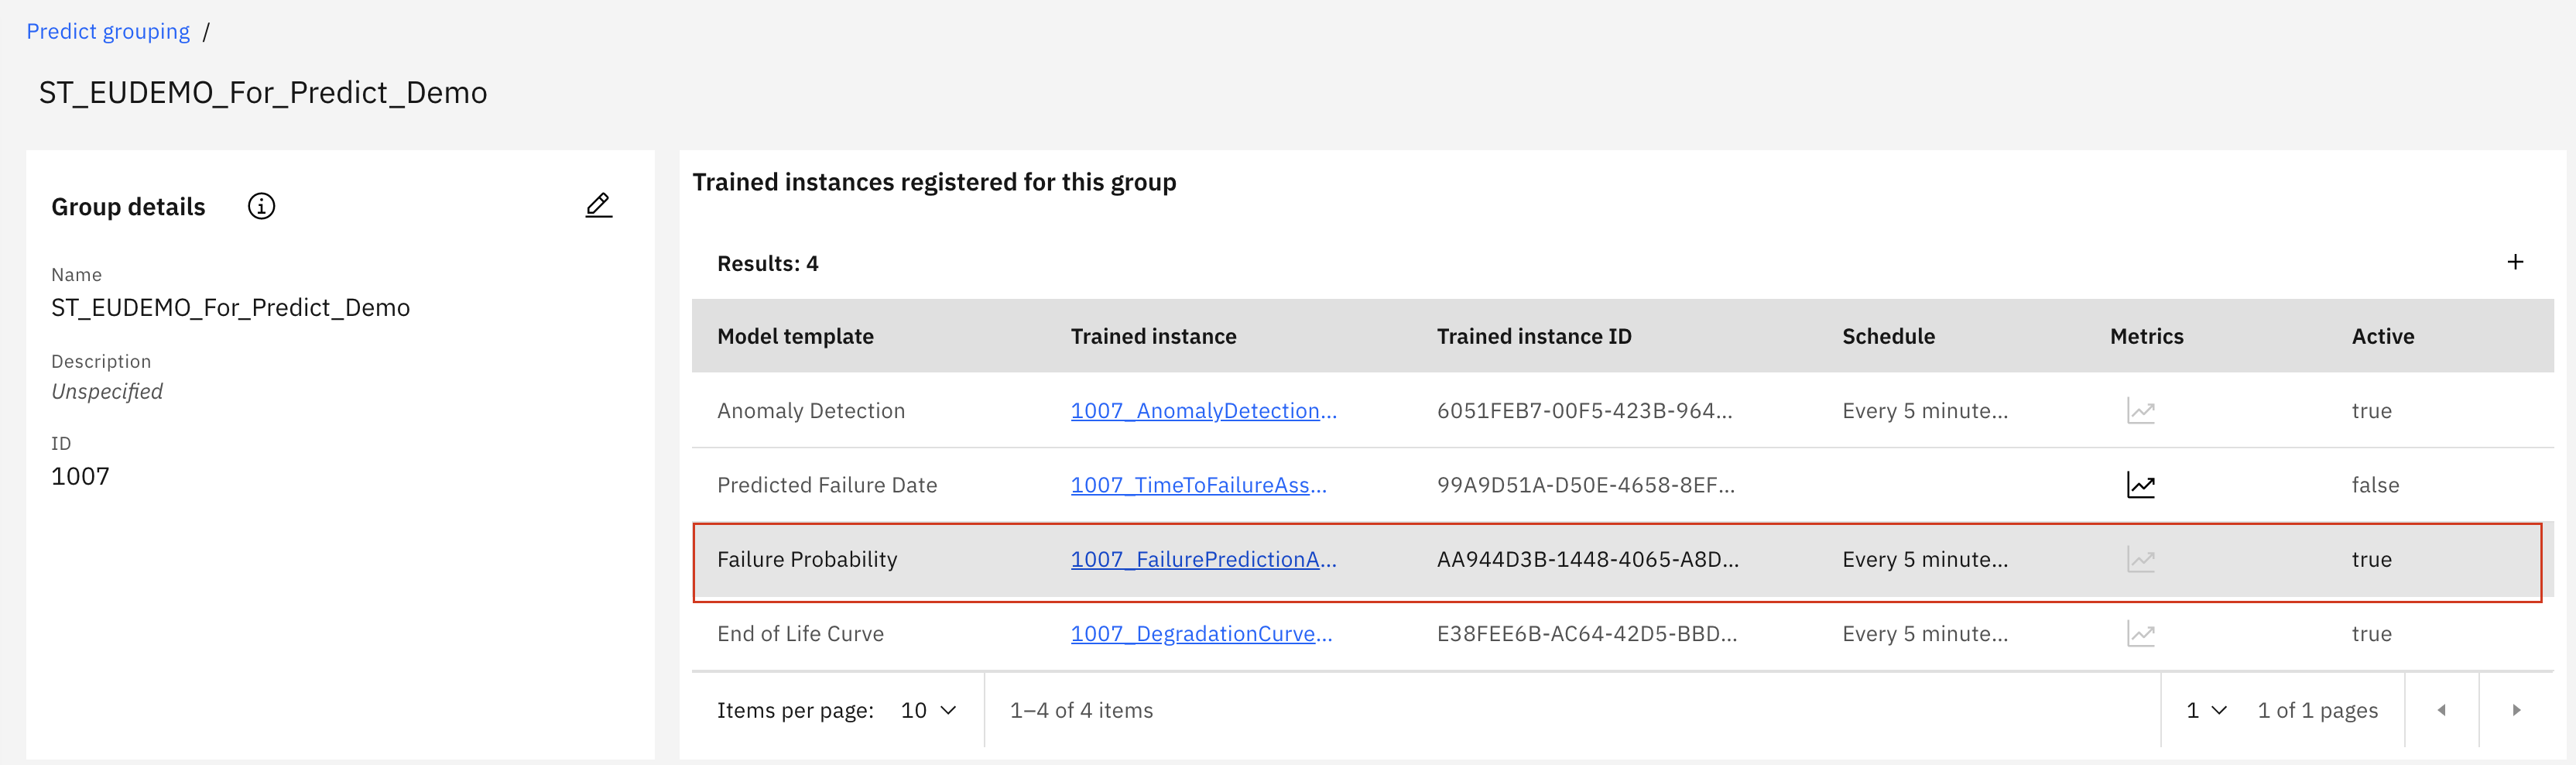 Predict grouping /
ST_EUDEMO_For_Predict_Demo
Group details
Name
ST_EUDEMO_For_Predict_Demo
Description
Unspecified
ID
1007
Trained instances registered for this group
Results: 4
Model template Trained instance Trained instance ID Schedule Metrics Active
Anomaly Detection 1007_AnomalyDetection... 6051FEB7-00F5-423B-964... Every 5 minute... true
Predicted Failure Date 1007_TimeToFailureAss... 99A9D51A-D50E-4658-8EF... false
Failure Probability 1007_FailurePredictionA... AA944D3B-1448-4065-A8D... Every 5 minute... true
End of Life Curve 1007_DegradationCurve... E38FEE6B-AC64-42D5-BBD... Every 5 minute... true
Items per page: 10 1–4 of 4 items 1 1 of 1 pages